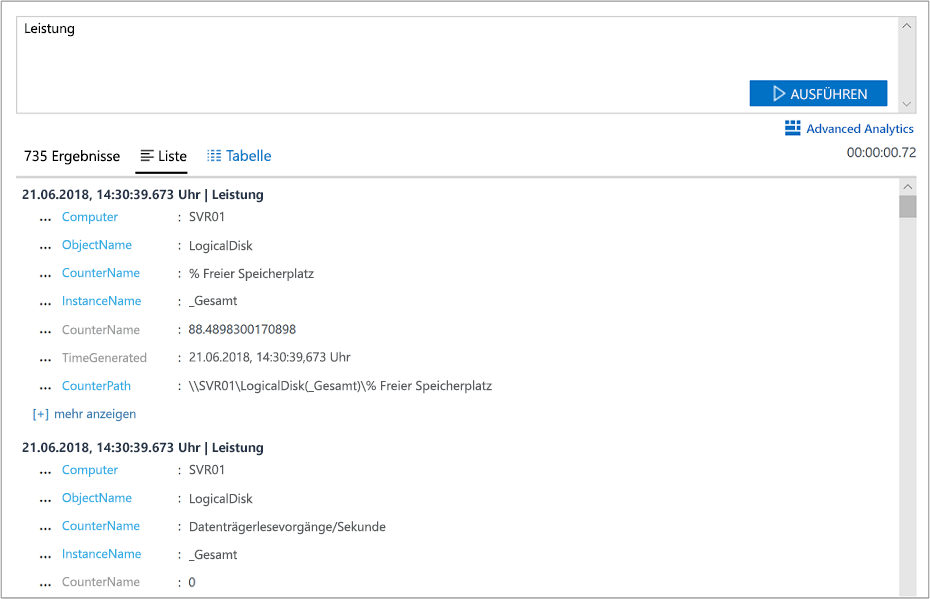 Leistung
AUSFÜHREN
Advanced Analytics
735 Ergebnisse Liste Tabelle 00:00:00.72
21.06.2018, 14:30:39.673 Uhr | Leistung
... Computer : SVR01
... ObjectName : LogicalDisk
... CounterName : % Freier Speicherplatz
... InstanceName : _Gesamt
... CounterName : 88.4898300170898
... TimeGenerated : 21.06.2018, 14:30:39,673 Uhr
... CounterPath : \\SVR01\LogicalDisk(_Gesamt)\% Freier Speicherplatz
[+] mehr anzeigen
21.06.2018, 14:30:39.673 Uhr | Leistung
... Computer : SVR01
... ObjectName : LogicalDisk
... CounterName : Datenträgerlesevorgänge/Sekunde
... InstanceName : _Gesamt
... CounterName : 0